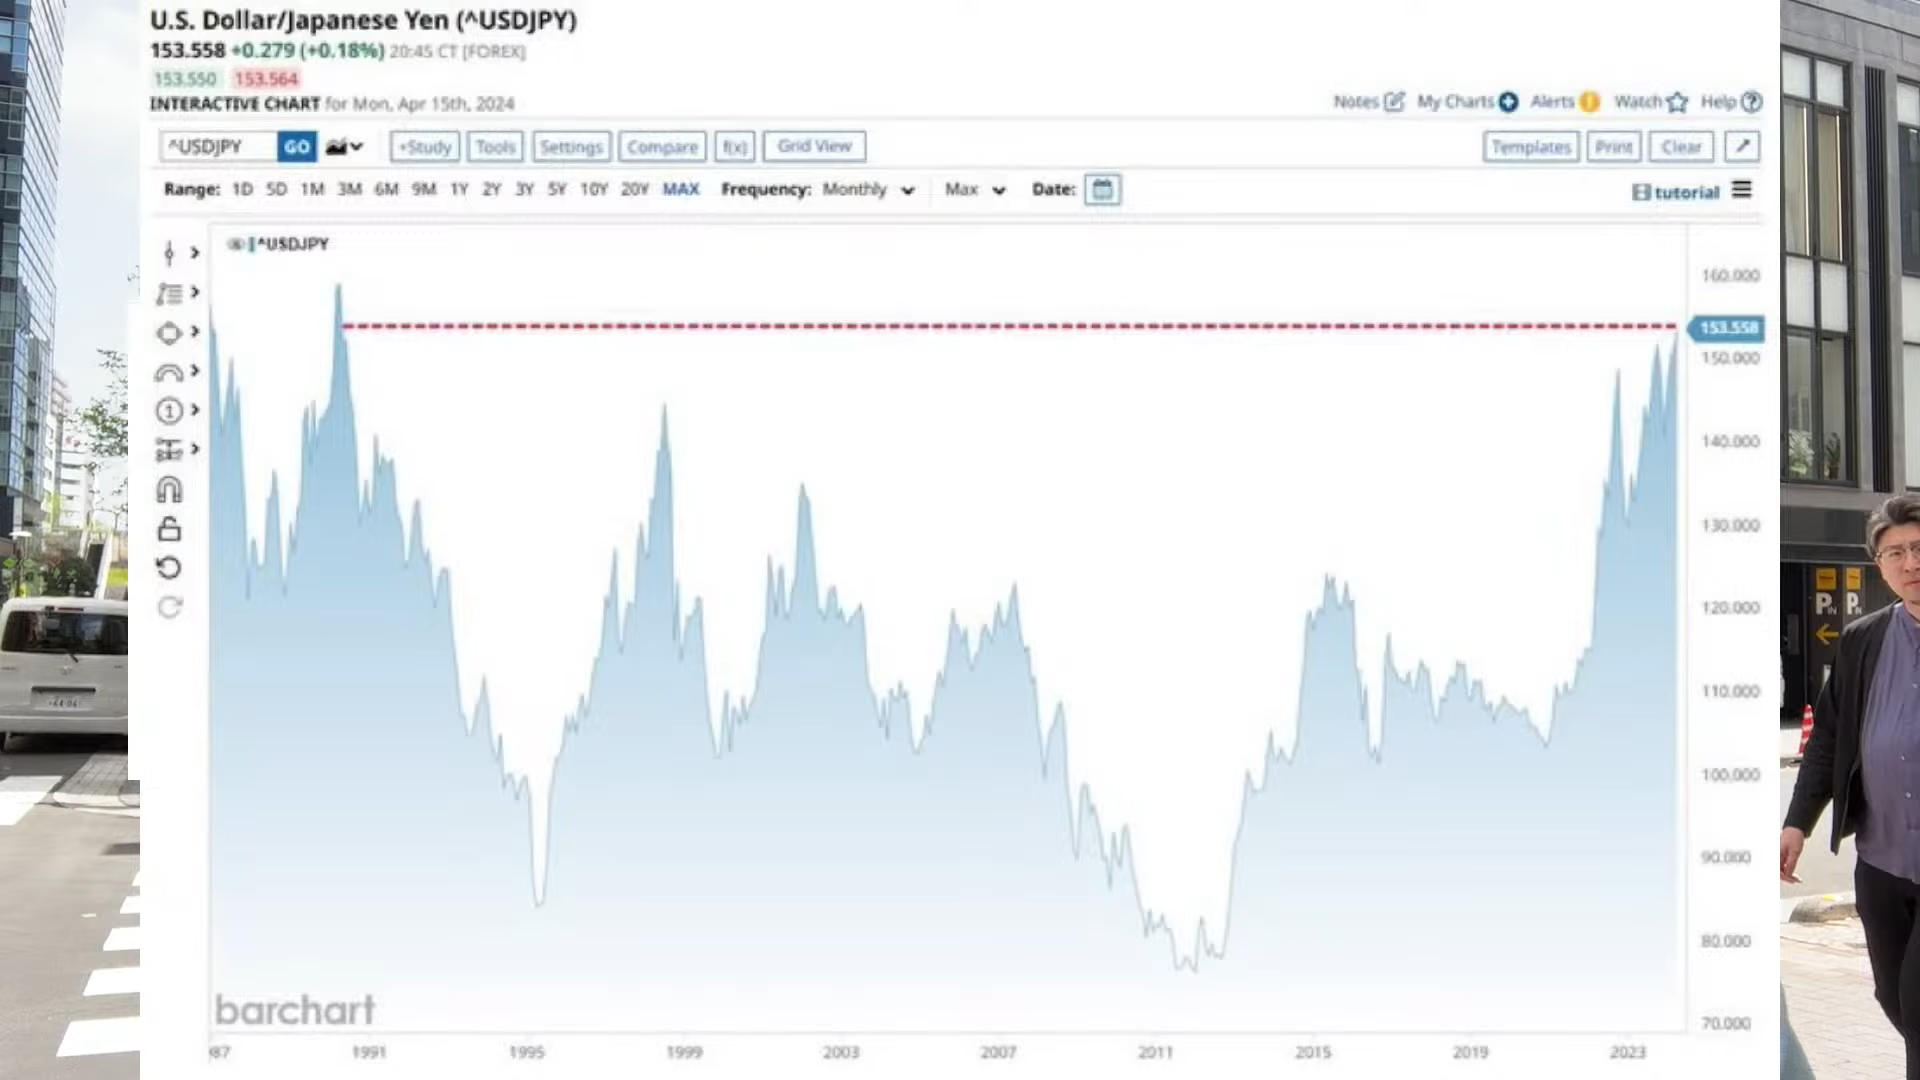 U.S. Dollar/Japanese Yen (^USDJPY)
153.558 +0.279 (+0.18%) 20:45 CT [FOREX]
153.550 153.564
INTERACTIVE CHART for Mon, Apr 15th, 2024
Notes My Charts Alerts Watch Help
^USDJPY GO +Study Tools Settings Compare f(x) Grid View Templates Print Clear
Range: 1D 5D 1M 3M 6M 9M 1Y 2Y 3Y 5Y 10Y 20Y MAX Frequency: Monthly Max Date: tutorial
^USDJPY
160.000
153.558
150.000
140.000
130.000
120.000
110.000
100.000
90.000
80.000
70.000
barchart
87 1991 1995 1999 2003 2007 2011 2015 2019 2023
P IN P IN